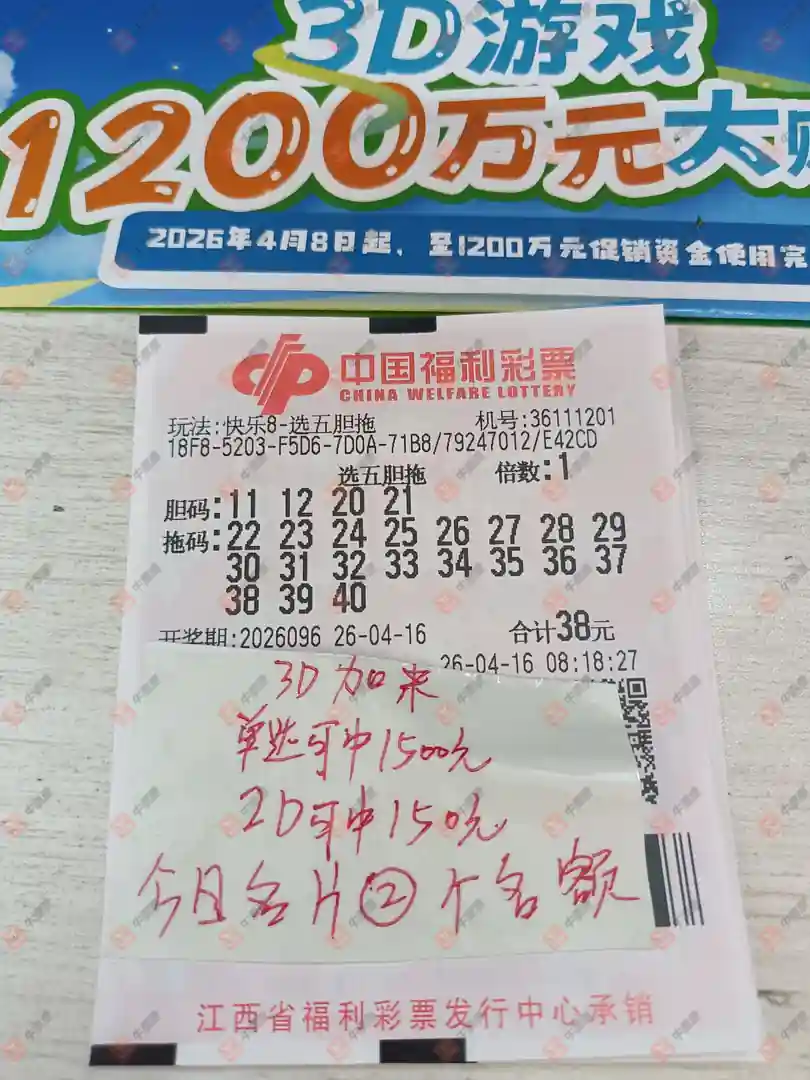 3D游戏
1200万元大
2026年4月8日起，至1200万元促销资金使用完
中国福利彩票
CHINA WELFARE LOTTERY
玩法:快乐8-选五胆拖 机号:36111201
18F8-5203-F5D6-7D0A-71B8/79247012/E42CD
选五胆拖 倍数:1
胆码:11 12 20 21
拖码:22 23 24 25 26 27 28 29
30 31 32 33 34 35 36 37
38 39 40
开奖期:2026096 26-04-16 合计38元
26-04-16 08:18:27
3D加来
单选可中1500元
2D可中150元
今日名片②个名额
江西省福利彩票发行中心承销